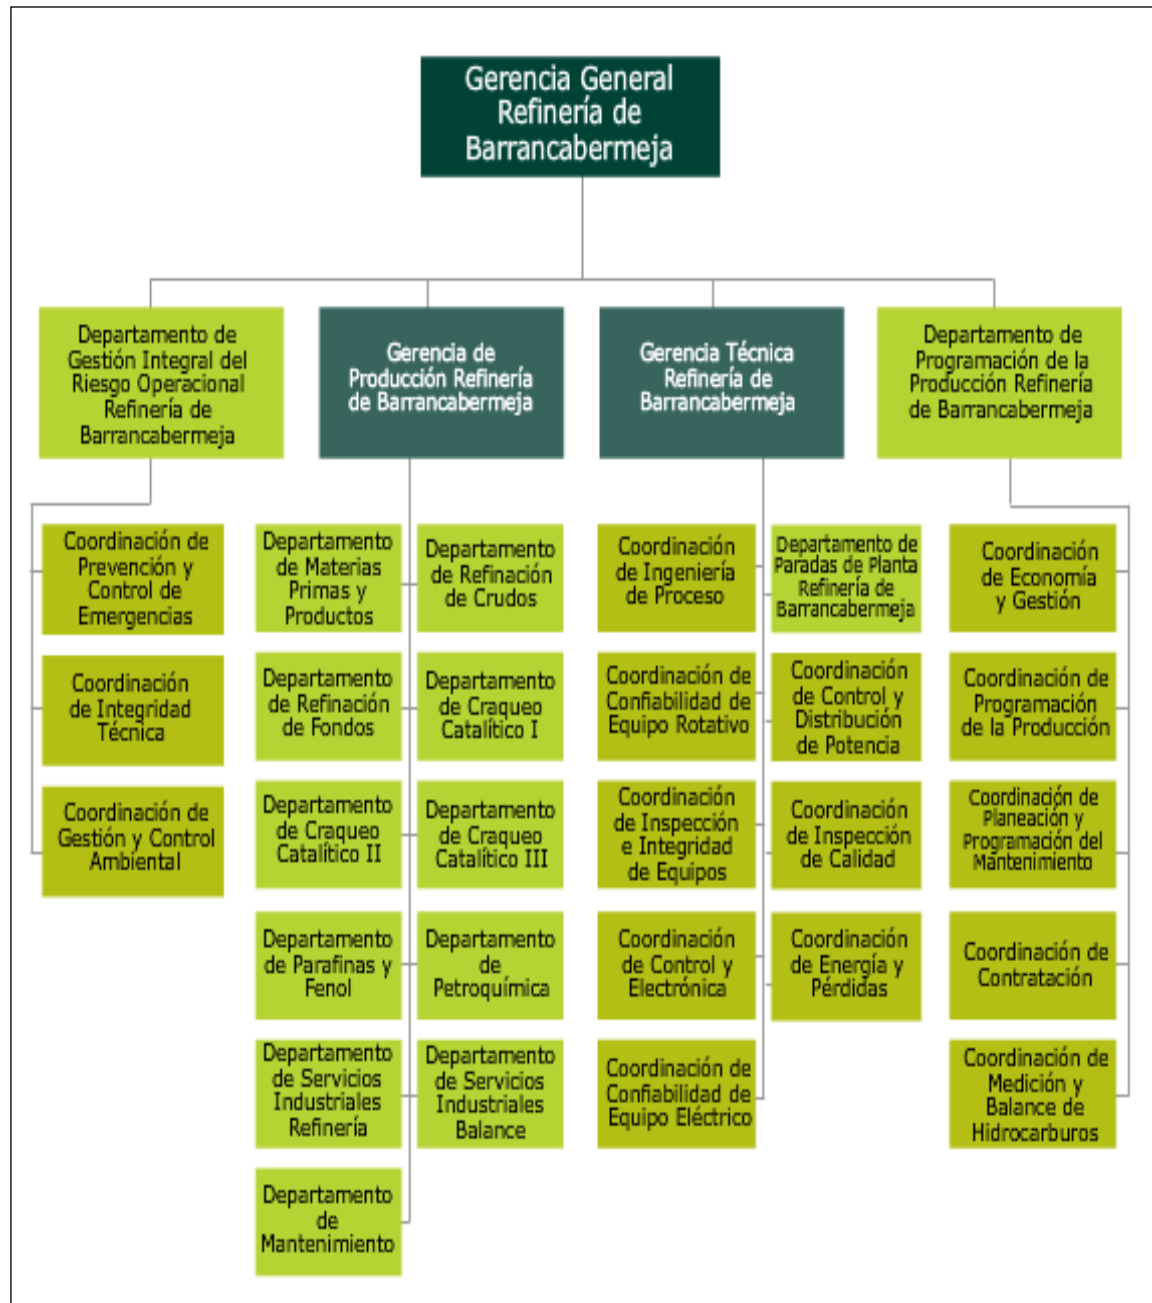 Gerencia General
Refinería de
Barrancabermeja
Departamento de
Gestión Integral del
Riesgo Operacional
Refinería de
Barrancabermeja
Gerencia de
Producción Refinería
de Barrancabermeja
Gerencia Técnica
Refinería de
Barrancabermeja
Departamento de
Programación de la
Producción Refinería
de Barrancabermeja
Coordinación de
Prevención y
Control de
Emergencias
Coordinación
de Integridad
Técnica
Coordinación de
Gestión y Control
Ambiental
Departamento
de Materias
Primas y
Productos
Departamento
de Refinación
de Crudos
Departamento
de Refinación
de Fondos
Departamento
de Craqueo
Catalítico I
Departamento
de Craqueo
Catalítico II
Departamento
de Craqueo
Catalítico III
Departamento
de Parafinas y
Fenol
Departamento
de
Petroquímica
Departamento
de Servicios
Industriales
Refinería
Departamento
de Servicios
Industriales
Balance
Departamento
de
Mantenimiento
Coordinación
de Ingeniería
de Proceso
Departamento de
Paradas de Planta
Refinería de
Barrancabermeja
Coordinación de
Confiabilidad de
Equipo Rotativo
Coordinación
de Control y
Distribución
de Potencia
Coordinación
de Inspección
e Integridad
de Equipos
Coordinación
de Inspección
de Calidad
Coordinación
de Control y
Electrónica
Coordinación
de Energía y
Pérdidas
Coordinación de
Confiabilidad de
Equipo Eléctrico
Coordinación
de Economía
y Gestión
Coordinación de
Programación
de la Producción
Coordinación de
Planeación y
Programación del
Mantenimiento
Coordinación de
Contratación
Coordinación de
Medición y
Balance de
Hidrocarburos